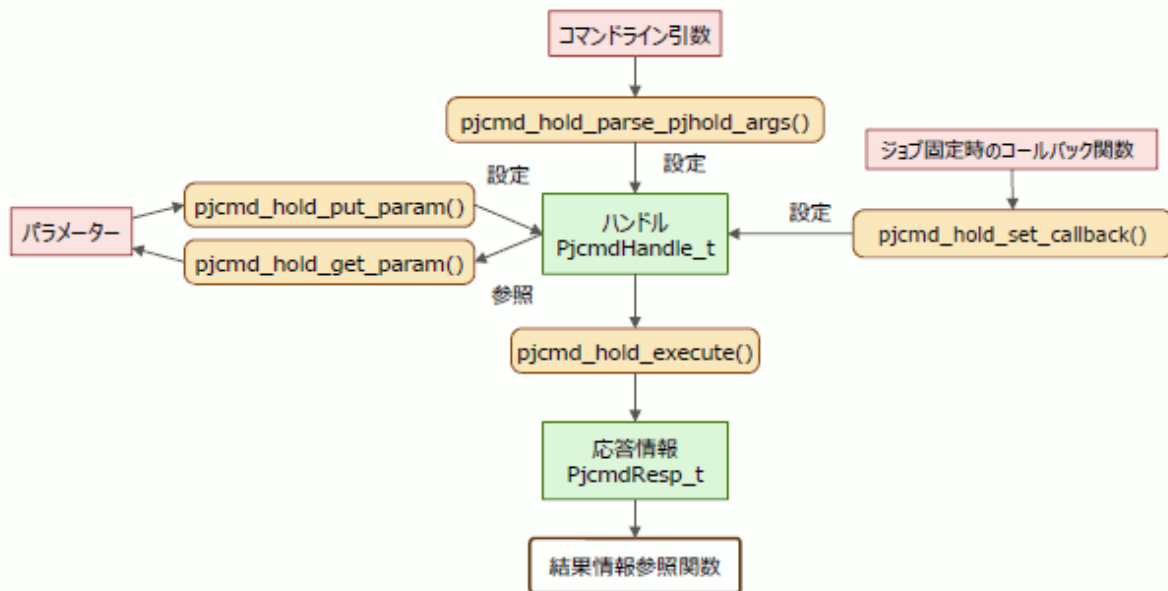 コマンドライン引数
pjcmd_hold_parse_pjhold_args()
ジョブ固定時のコールバック関数
設定
設定
pjcmd_hold_put_param()
パラメーター
ハンドル
PjcmdHandle_t
設定
pjcmd_hold_set_callback()
pjcmd_hold_get_param()
参照
pjcmd_hold_execute()
応答情報
PjcmdResp_t
結果情報参照関数